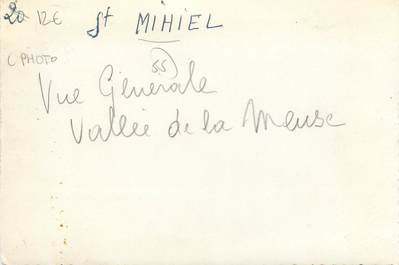 20 12€ St MIHIEL
C PHOTO
55
Vue Générale
Vallée de la Meuse